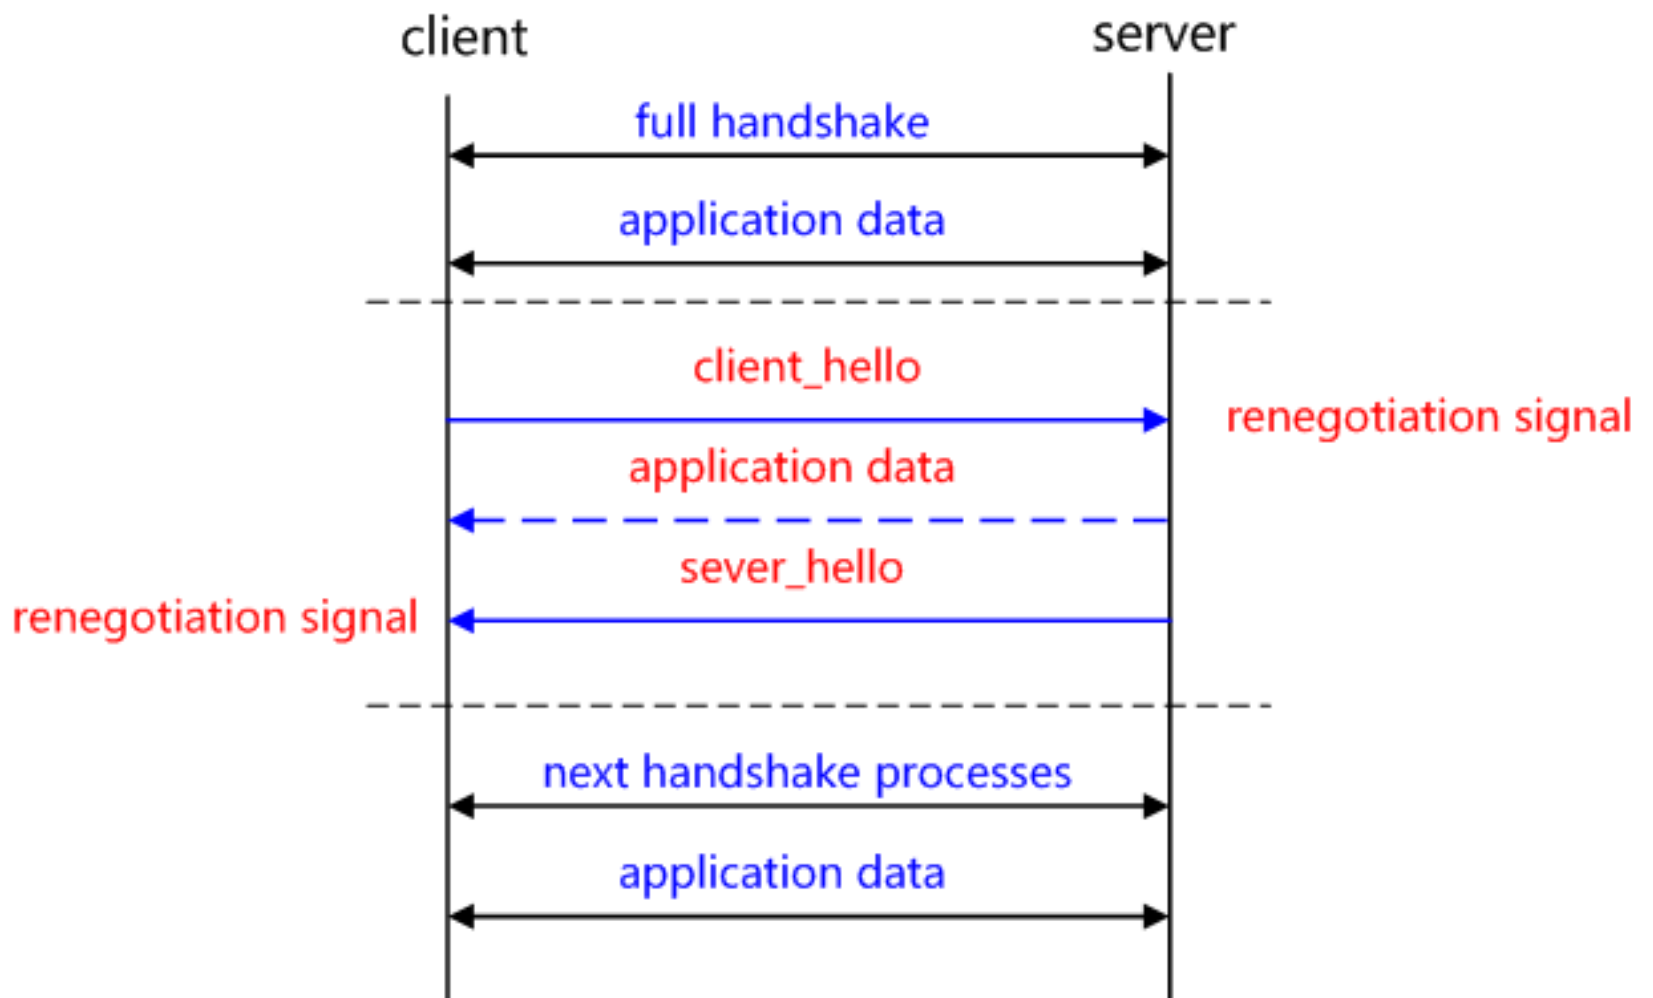 client
server
full handshake
application data
client_hello
renegotiation signal
application data
sever_hello
renegotiation signal
next handshake processes
application data